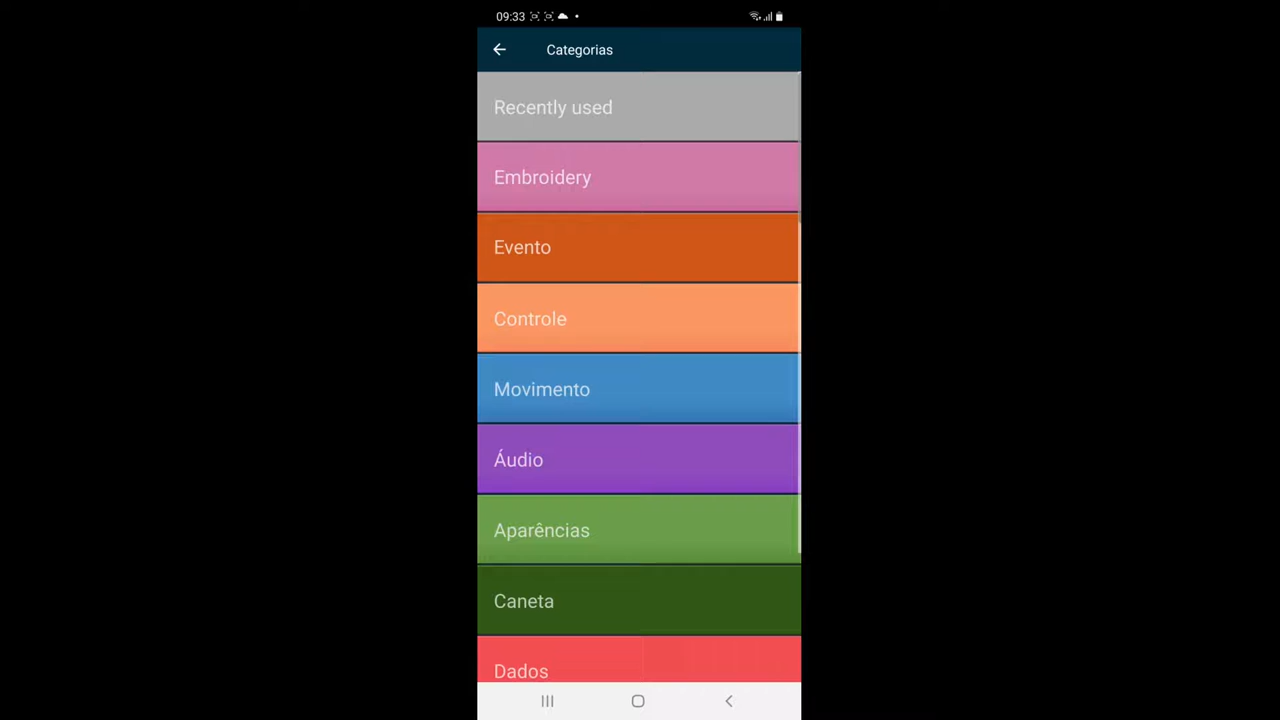 09:33
Categorias
Recently used
Embroidery
Evento
Controle
Movimento
Áudio
Aparências
Caneta
Dados